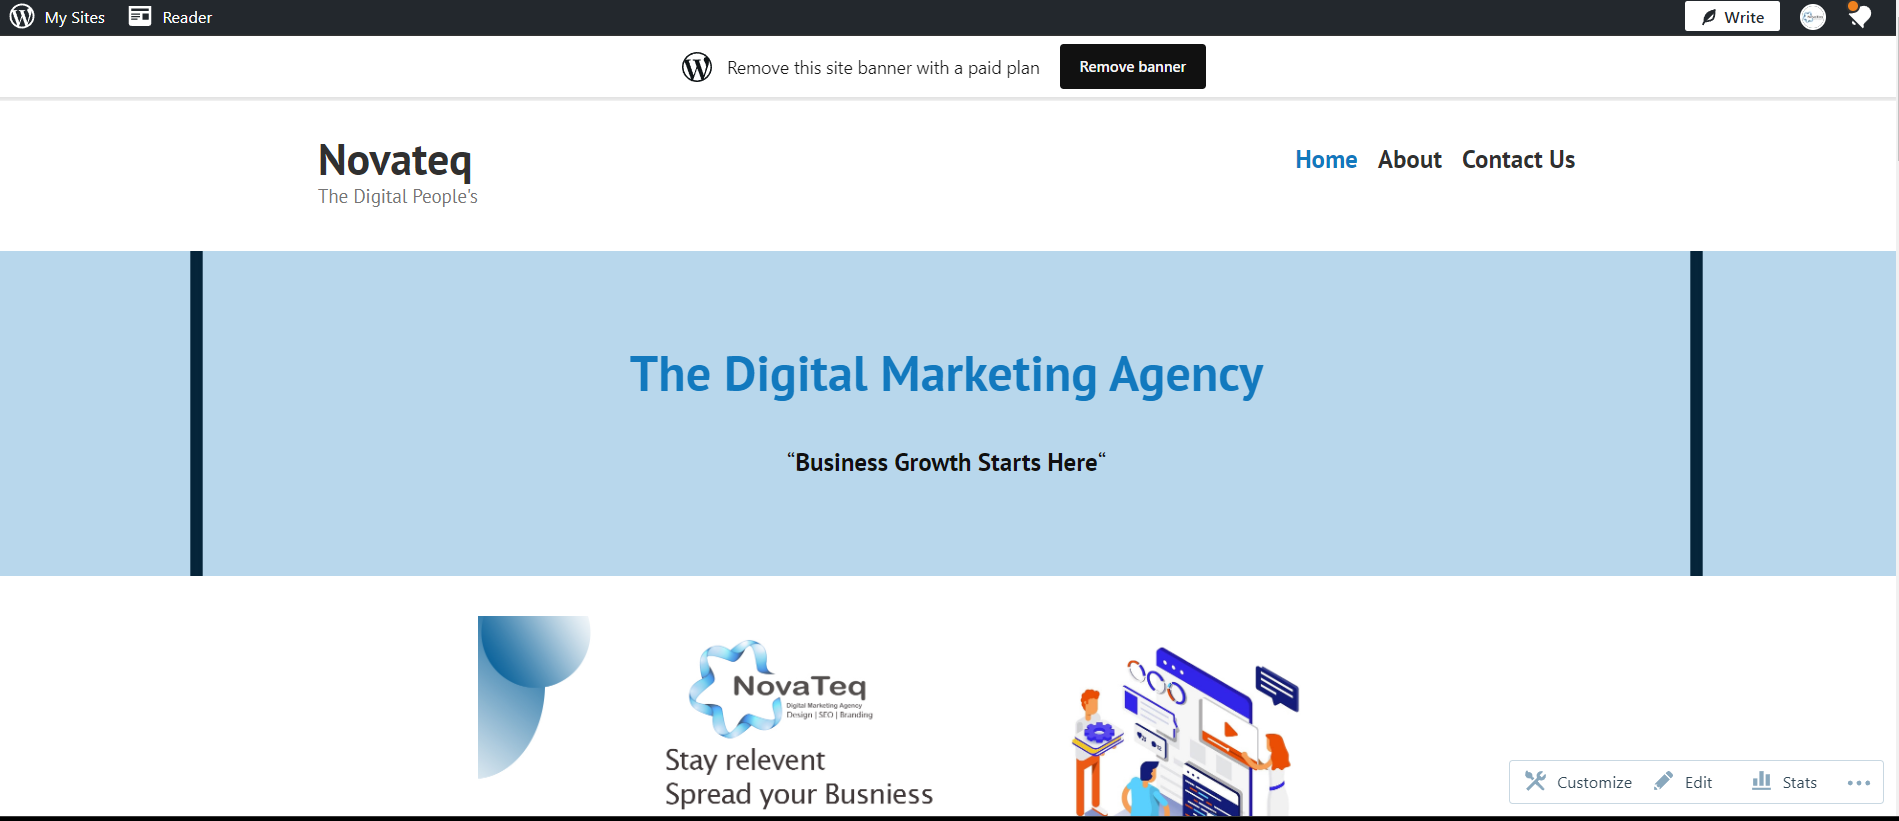 My Sites Reader Write
Remove this site banner with a paid plan Remove banner
Novateq
The Digital People's
Home About Contact Us
The Digital Marketing Agency
“Business Growth Starts Here“
NovaTeq
Digital Marketing Agency
Design | SEO | Branding
Stay relevent
Spread your Busniess
Customize Edit Stats